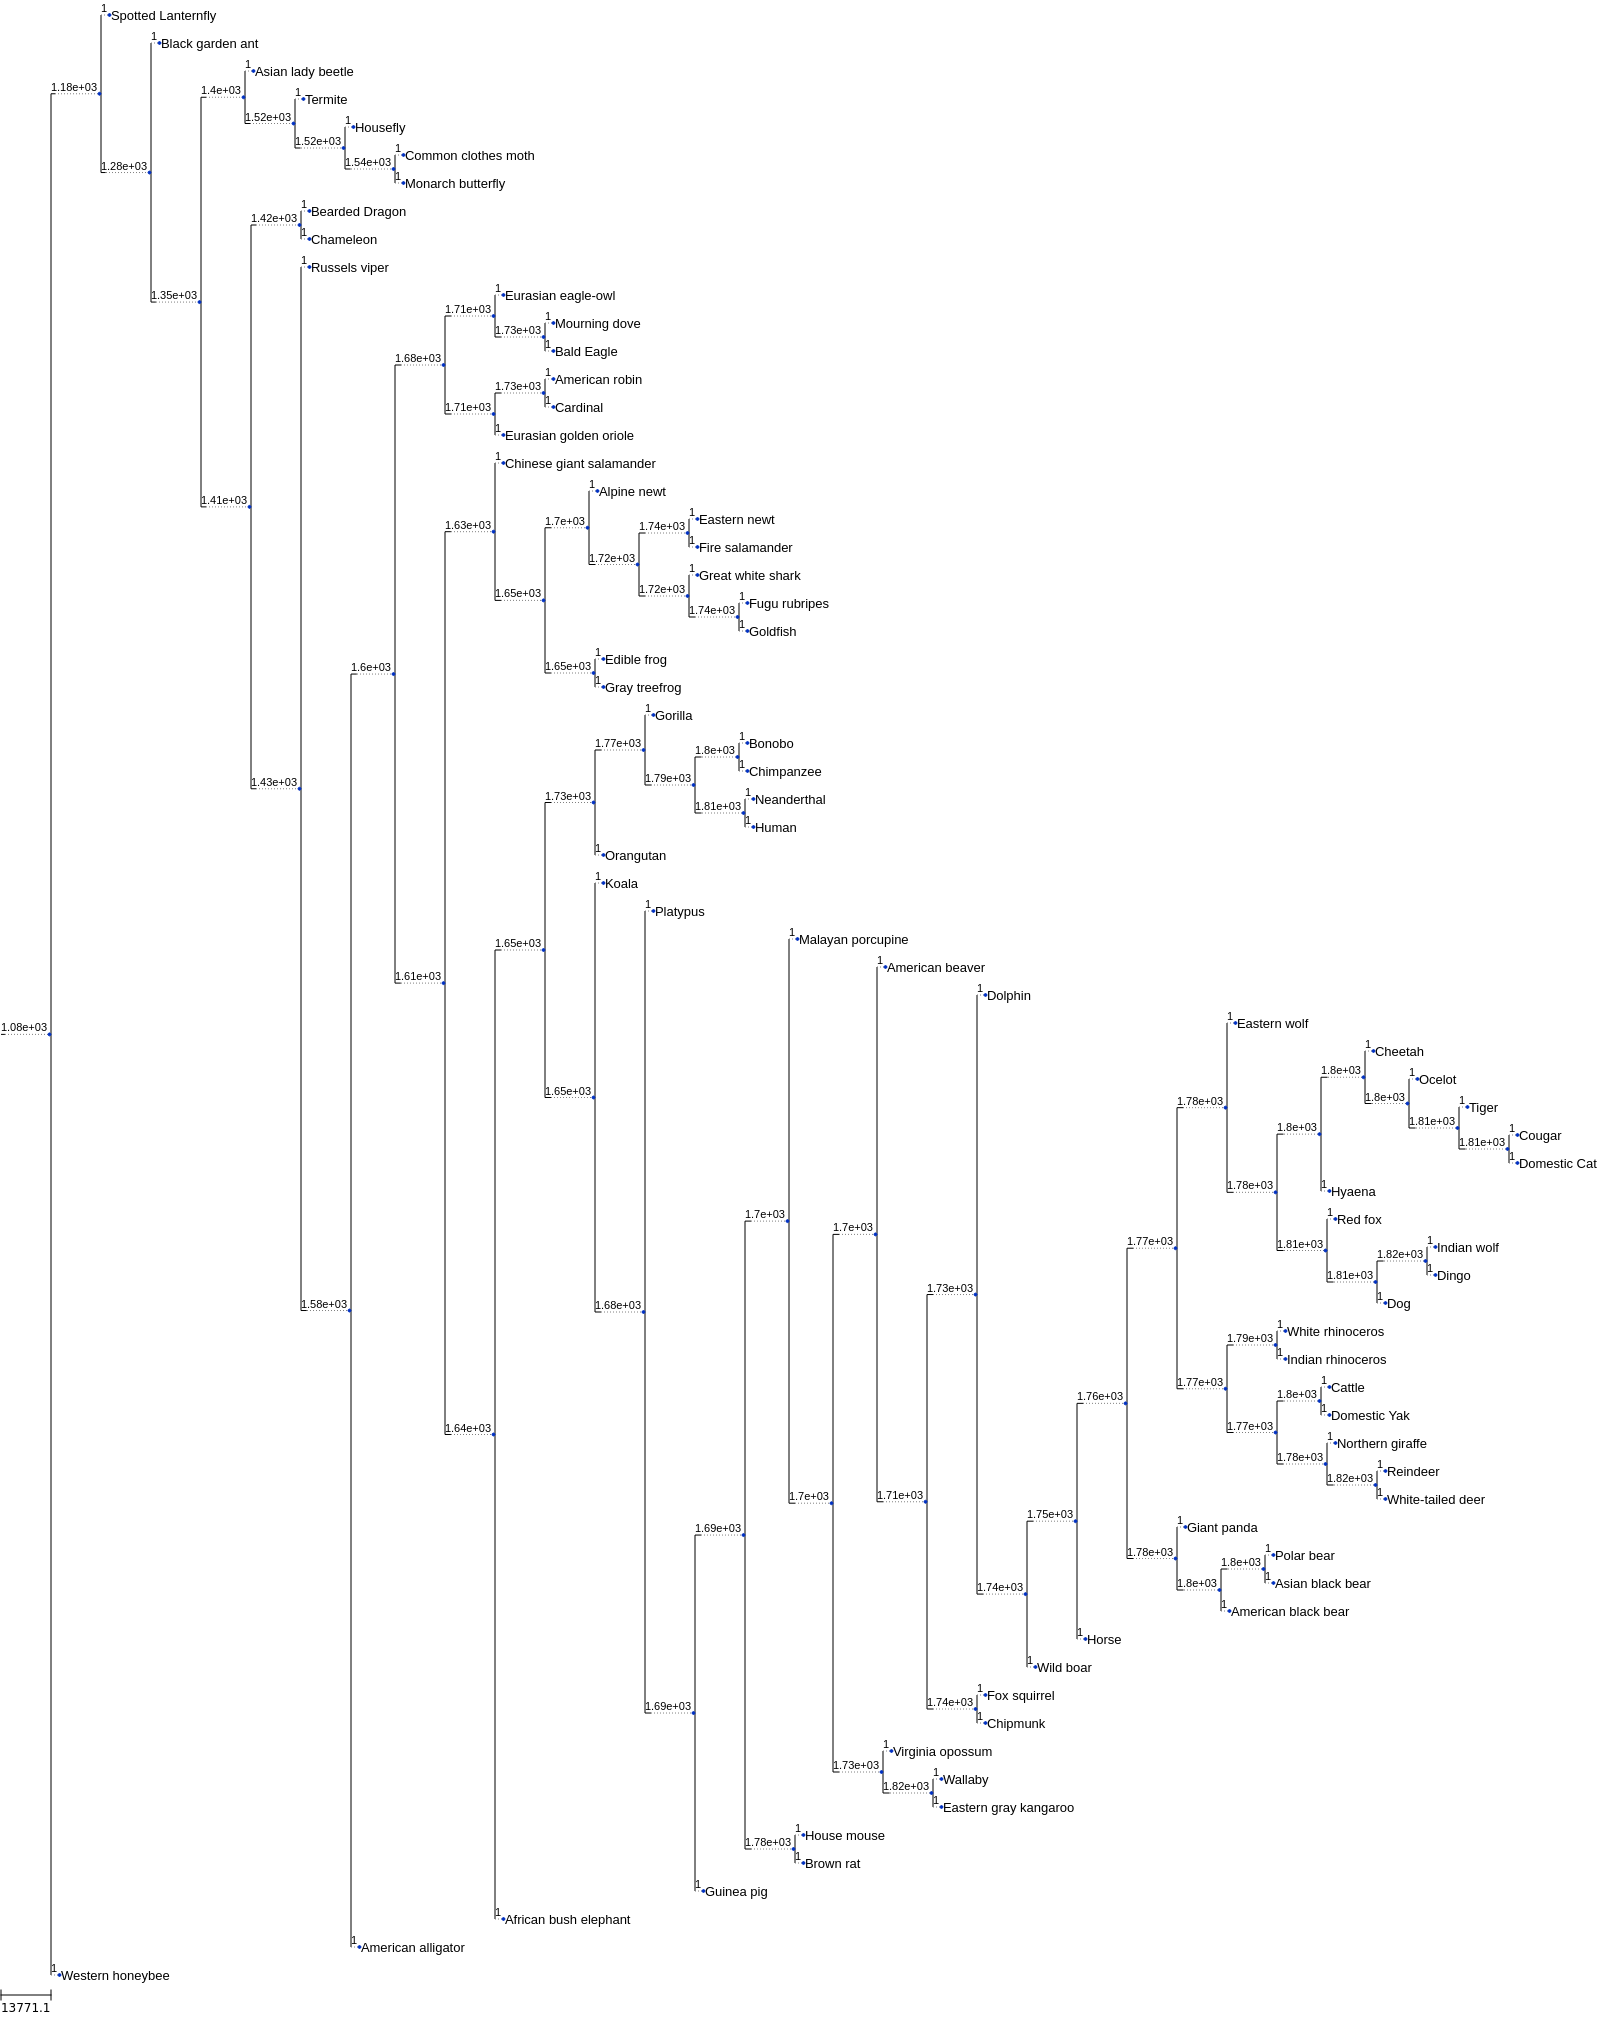 1 Spotted Lanternfly
1 Black garden ant
1 Asian lady beetle
1.18e+03
1.4e+03
1 Termite
1.52e+03
1 Housefly
1.52e+03
1 Common clothes moth
1.54e+03
1.28e+03
1 Monarch butterfly
1 Bearded Dragon
1.42e+03
1 Chameleon
1 Russels viper
1 Eurasian eagle-owl
1.35e+03
1.71e+03
1 Mourning dove
1.73e+03
1 Bald Eagle
1.68e+03
1 American robin
1.73e+03
1 Cardinal
1.71e+03
1 Eurasian golden oriole
1 Chinese giant salamander
1 Alpine newt
1.41e+03
1 Eastern newt
1.63e+03
1.7e+03
1.74e+03
1 Fire salamander
1.72e+03
1 Great white shark
1.65e+03
1.72e+03
1 Fugu rubripes
1.74e+03
1 Goldfish
1 Edible frog
1.6e+03
1.65e+03
1 Gray treefrog
1 Gorilla
1 Bonobo
1.77e+03
1.8e+03
1 Chimpanzee
1.43e+03
1.79e+03
1 Neanderthal
1.73e+03
1.81e+03
1 Human
1 Orangutan
1 Koala
1 Platypus
1 Malayan porcupine
1.65e+03
1 American beaver
1.61e+03
1 Dolphin
1.08e+03
1 Eastern wolf
1 Cheetah
1.8e+03
1 Ocelot
1.65e+03
1.78e+03
1.8e+03
1 Tiger
1.81e+03
1.8e+03
1 Cougar
1.81e+03
1 Domestic Cat
1.78e+03
1 Hyaena
1.7e+03
1 Red fox
1.7e+03
1.77e+03
1.81e+03
1 Indian wolf
1.82e+03
1.73e+03
1.81e+03
1 Dingo
1.58e+03
1.68e+03
1 Dog
1 White rhinoceros
1.79e+03
1 Indian rhinoceros
1.76e+03
1.77e+03
1 Cattle
1.8e+03
1.64e+03
1.77e+03
1 Domestic Yak
1 Northern giraffe
1.78e+03
1 Reindeer
1.82e+03
1.7e+03
1.71e+03
1 White-tailed deer
1.69e+03
1.75e+03
1 Giant panda
1.78e+03
1 Polar bear
1.8e+03
1.74e+03
1.8e+03
1 Asian black bear
1 American black bear
1 Horse
1 Wild boar
1.69e+03
1.74e+03
1 Fox squirrel
1 Chipmunk
1 Virginia opossum
1.73e+03
1 Wallaby
1.82e+03
1 Eastern gray kangaroo
1.78e+03
1 House mouse
1 Brown rat
1 Guinea pig
1 African bush elephant
1 American alligator
1 Western honeybee
13771.1